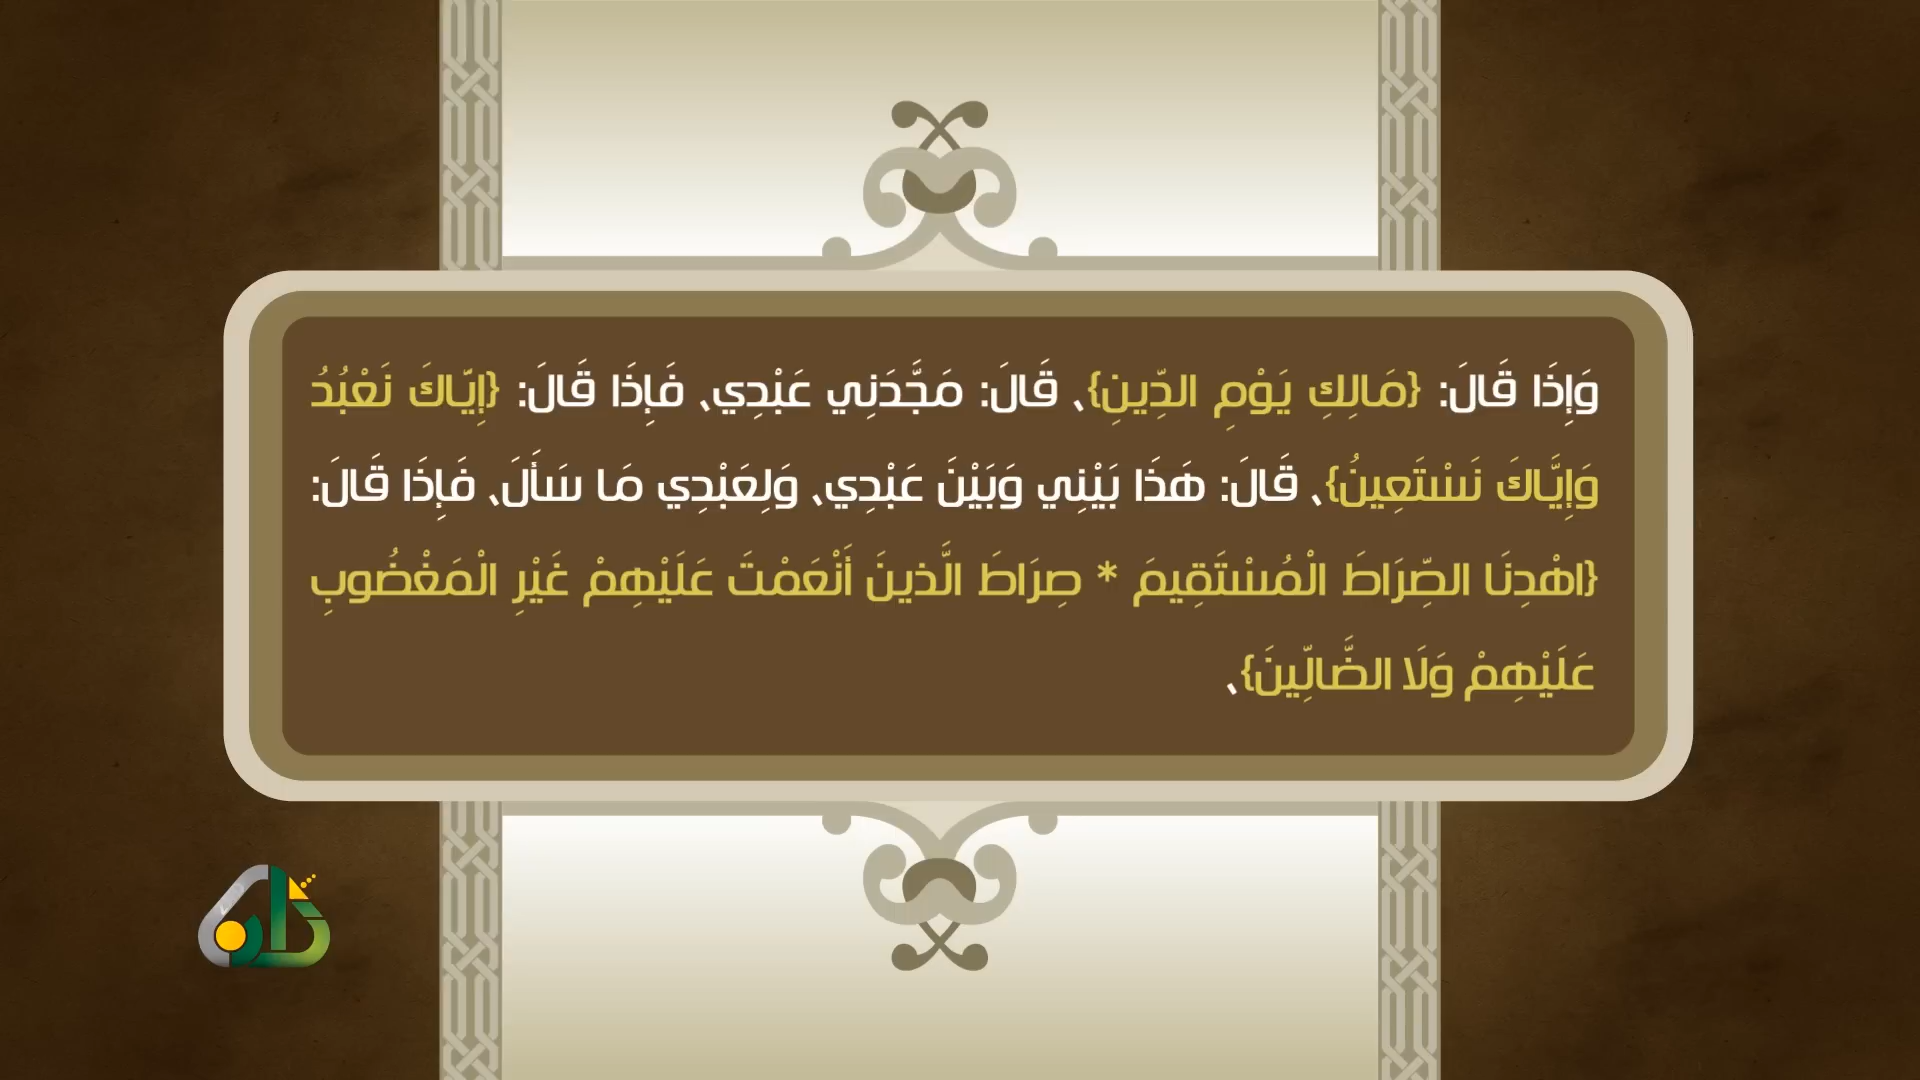 وَإِذَا قَالَ: {مَالِكِ يَوْمِ الدِّينِ}، قَالَ: مَجَّدَنِي عَبْدِي، فَإِذَا قَالَ: {إِيّاكَ نَعْبُدُ
وَإِيَّاكَ نَسْتَعِينُ}، قَالَ: هَذَا بَيْنِي وَبَيْنَ عَبْدِي، وَلِعَبْدِي مَا سَأَلَ، فَإِذَا قَالَ:
{اهْدِنَا الصِّرَاطَ الْمُسْتَقِيمَ * صِرَاطَ الَّذينَ أَنْعَمْتَ عَلَيْهِمْ غَيْرِ الْمَغْضُوبِ
عَلَيْهِمْ وَلَا الضَّالِّينَ}،